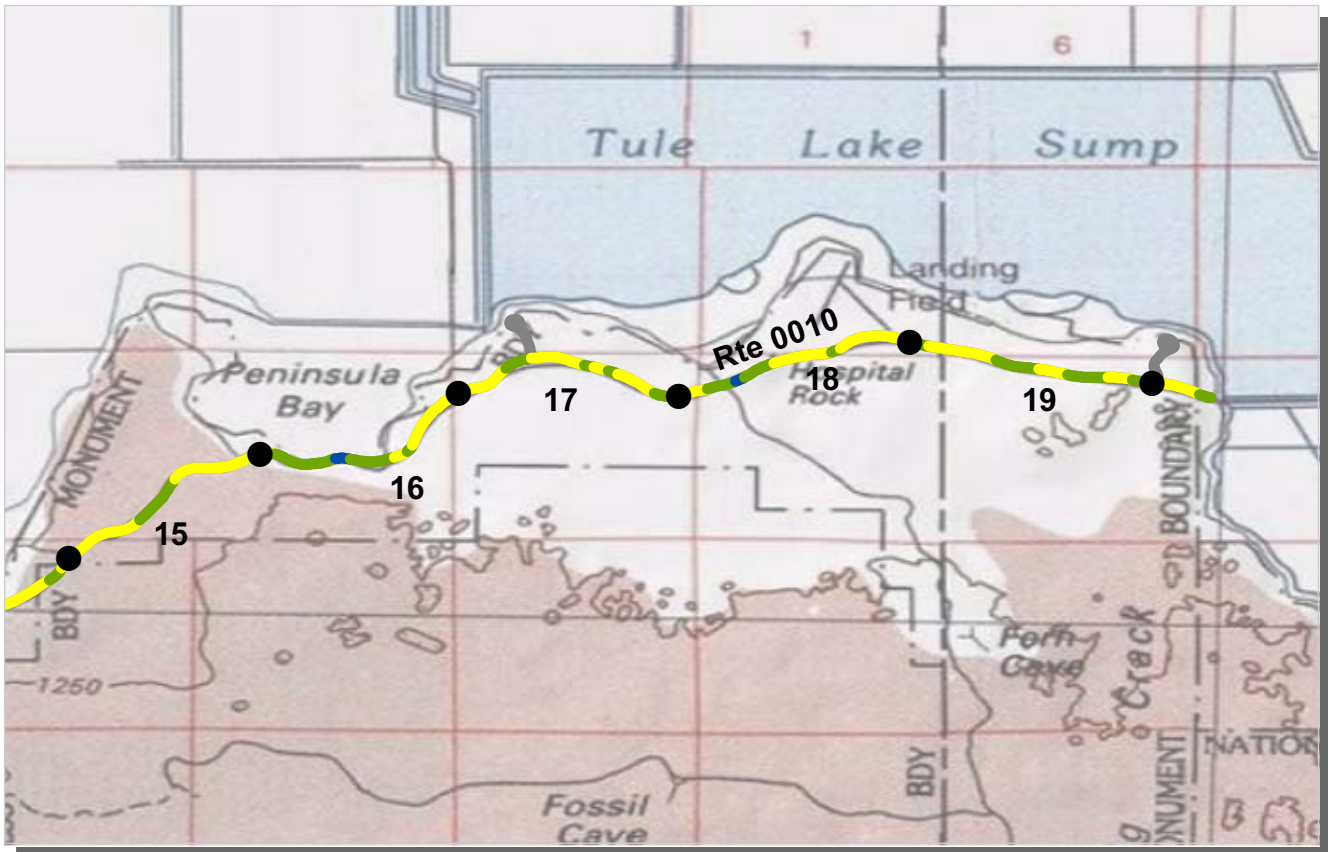 1
6
Tule Lake Sump
Landing
Field
Rte 0010
BDY
Peninsula
Bay
Hospital
Rock
17
18
19
MONUMENT
16
15
BOUNDARY
BDY
Fern
Cave
Crack
1250
BDY
MONUMENT
NATION
Fossil
Cave
g